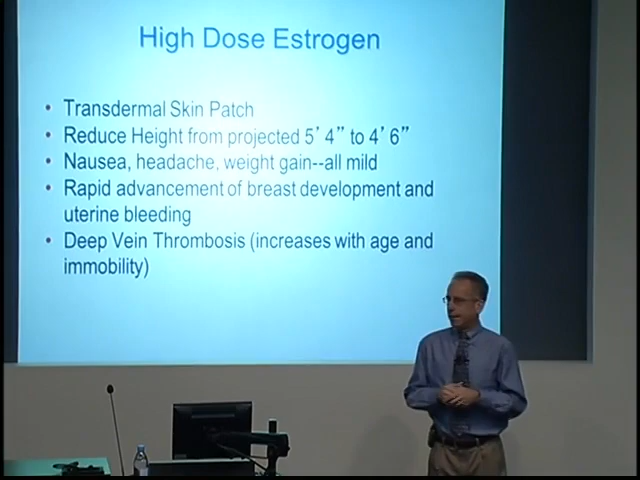 High Dose Estrogen
• Transdermal Skin Patch
• Reduce Height from projected 5’ 4” to 4’ 6”
• Nausea, headache, weight gain--all mild
• Rapid advancement of breast development and
uterine bleeding
• Deep Vein Thrombosis (increases with age and
immobility)